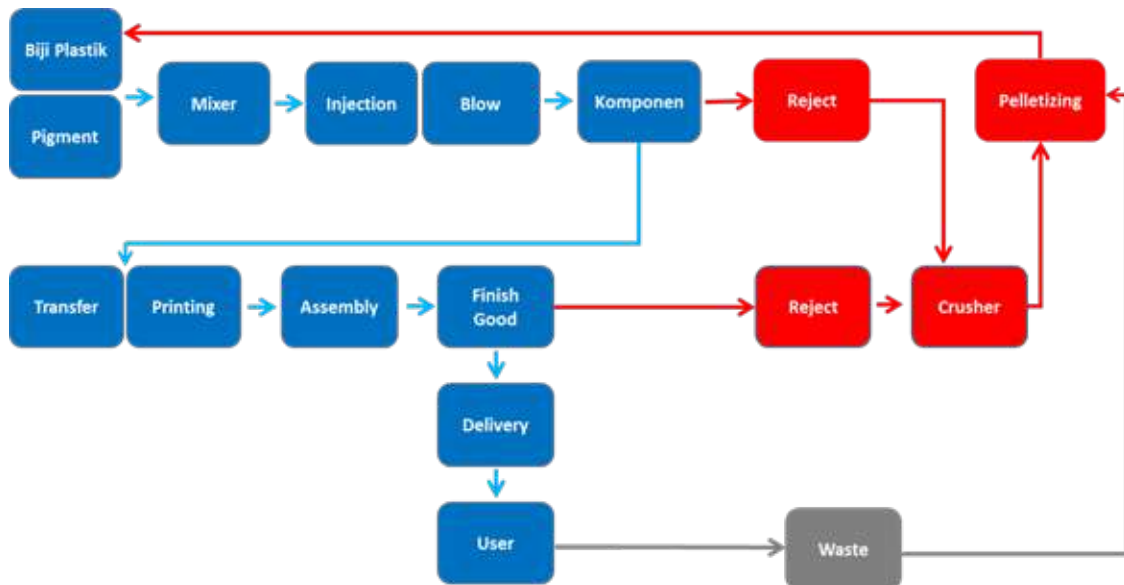 Biji Plastik
Pigment
Mixer
Injection
Blow
Komponen
Reject
Pelletizing
Transfer
Printing
Assembly
Finish
Good
Reject
Crusher
Delivery
User
Waste